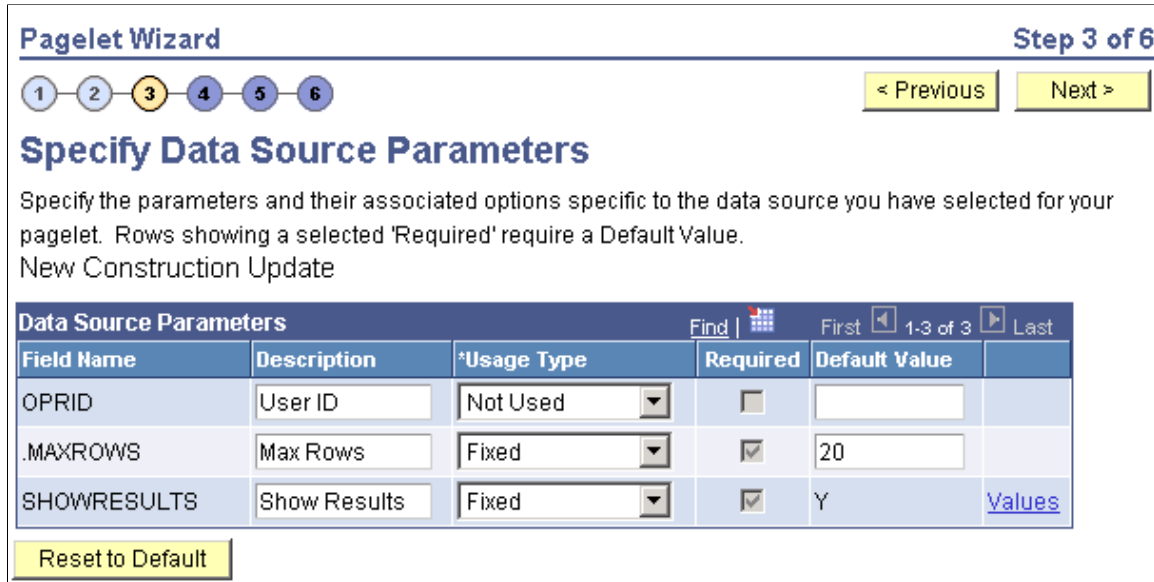 Pagelet Wizard Step 3 of 6
1 2 3 4 5 6 < Previous Next >
Specify Data Source Parameters
Specify the parameters and their associated options specific to the data source you have selected for your
pagelet. Rows showing a selected 'Required' require a Default Value.
New Construction Update
Data Source Parameters Find | First 1-3 of 3 Last
Field Name Description *Usage Type Required Default Value
OPRID User ID Not Used
.MAXROWS Max Rows Fixed 20
SHOWRESULTS Show Results Fixed Y Values
Reset to Default